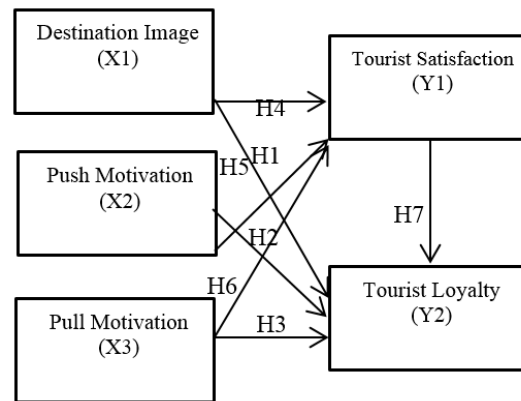 Destination Image
(X1)
Tourist Satisfaction
(Y1)
H4
H1
H5
Push Motivation
(X2)
H7
H2
H6
Tourist Loyalty
(Y2)
Pull Motivation
(X3)
H3